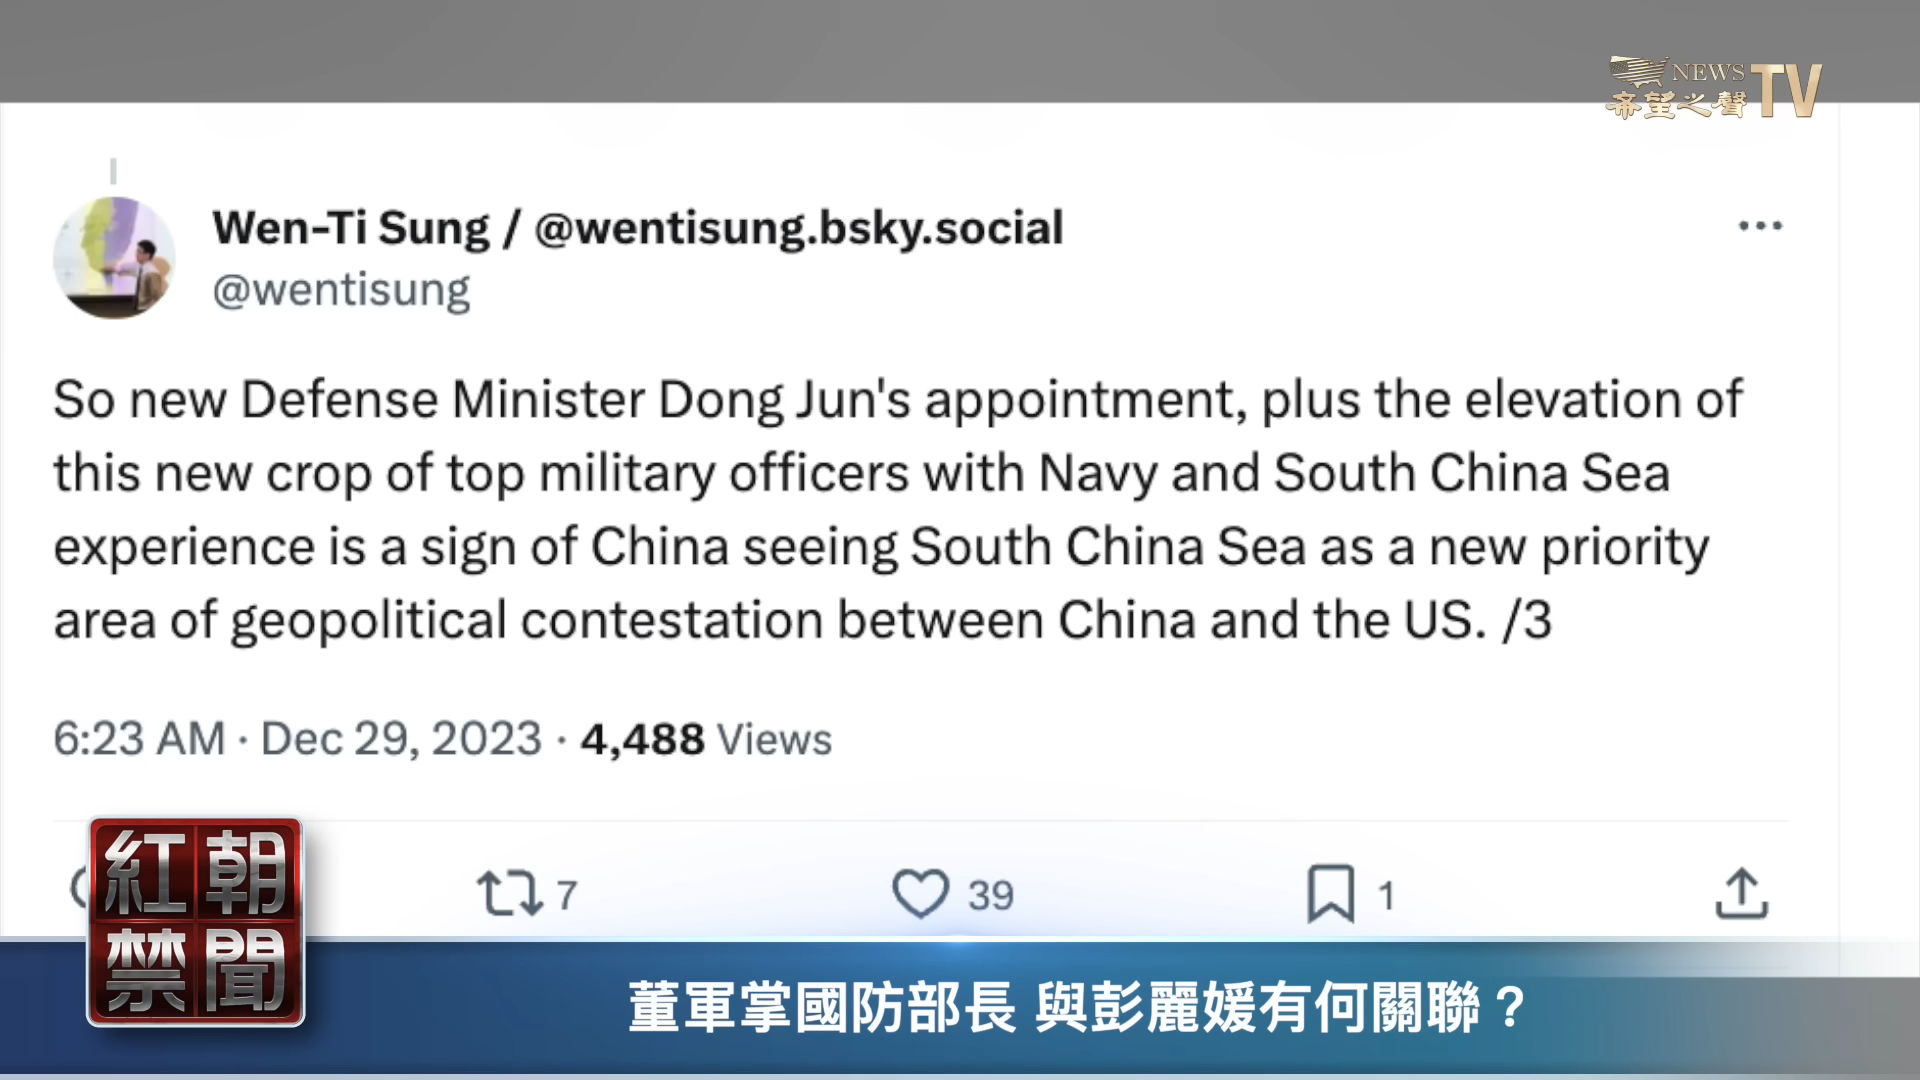 NEWS
希望之聲TV
Wen-Ti Sung / @wentisung.bsky.social
@wentisung
So new Defense Minister Dong Jun's appointment, plus the elevation of
this new crop of top military officers with Navy and South China Sea
experience is a sign of China seeing South China Sea as a new priority
area of geopolitical contestation between China and the US. /3
6:23 AM · Dec 29, 2023 · 4,488 Views
7 39 1
紅朝
禁聞
董軍掌國防部長 與彭麗媛有何關聯？